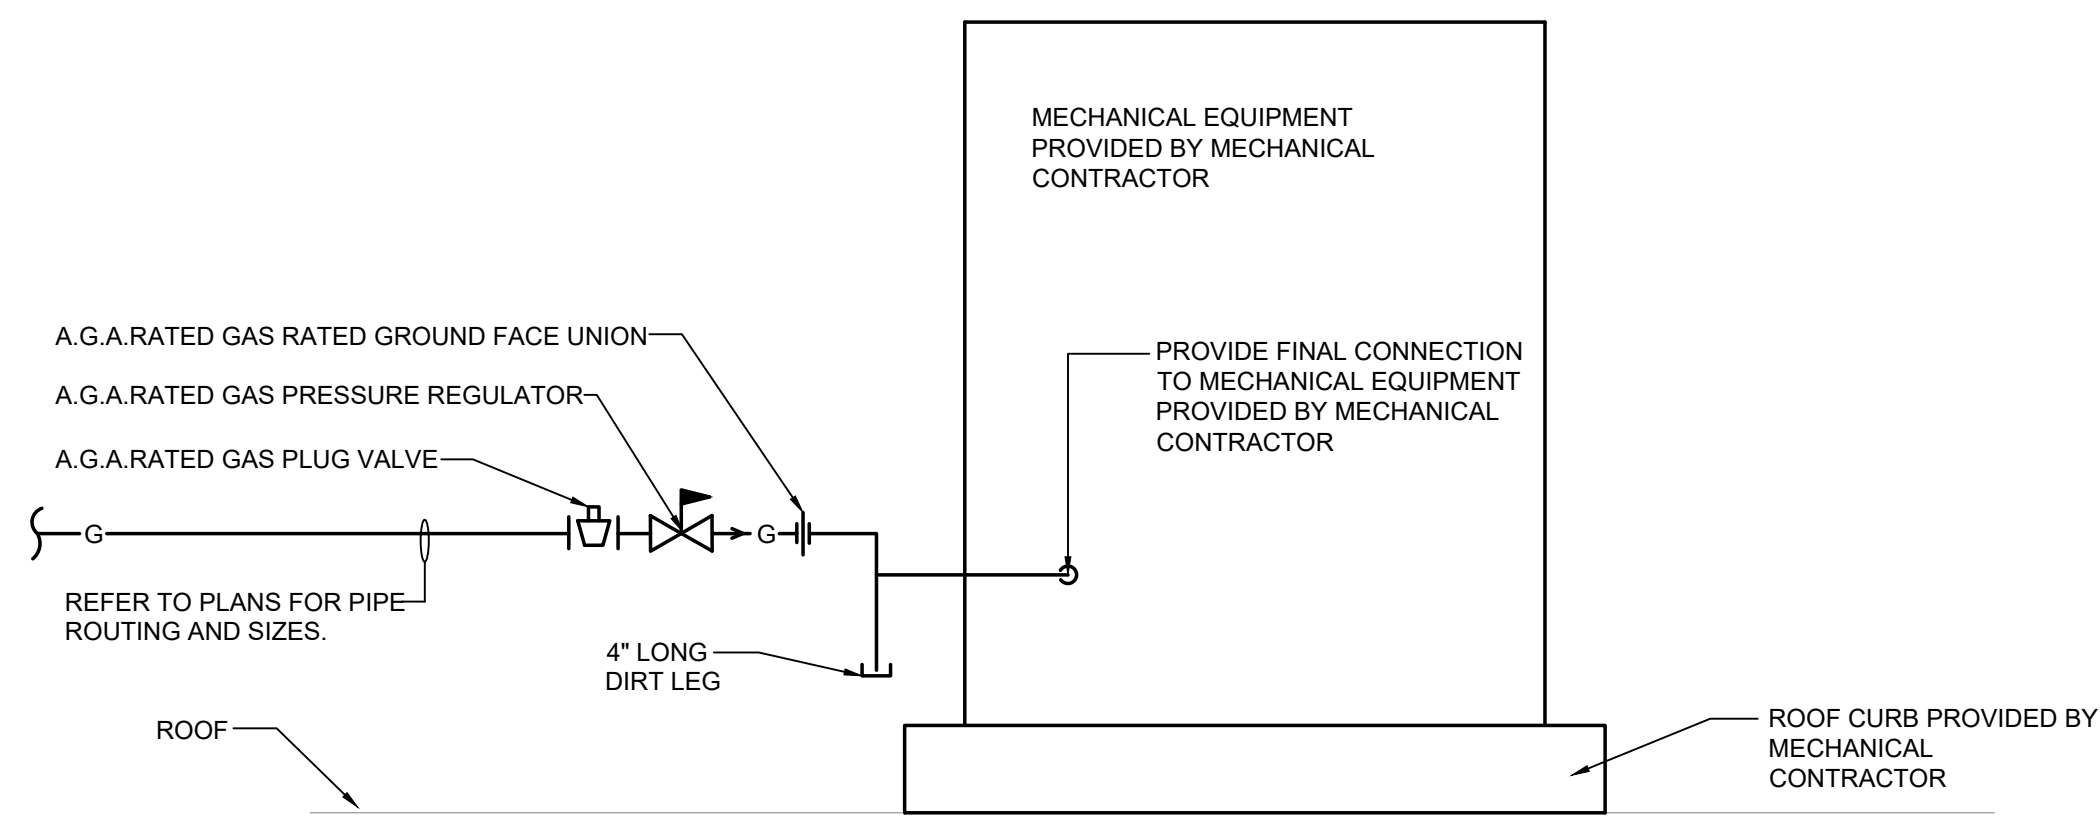 MECHANICAL EQUIPMENT
PROVIDED BY MECHANICAL
CONTRACTOR
A.G.A.RATED GAS RATED GROUND FACE UNION
A.G.A.RATED GAS PRESSURE REGULATOR
A.G.A.RATED GAS PLUG VALVE
PROVIDE FINAL CONNECTION
TO MECHANICAL EQUIPMENT
PROVIDED BY MECHANICAL
CONTRACTOR
G
G
REFER TO PLANS FOR PIPE
ROUTING AND SIZES.
4" LONG
DIRT LEG
ROOF
ROOF CURB PROVIDED BY
MECHANICAL
CONTRACTOR